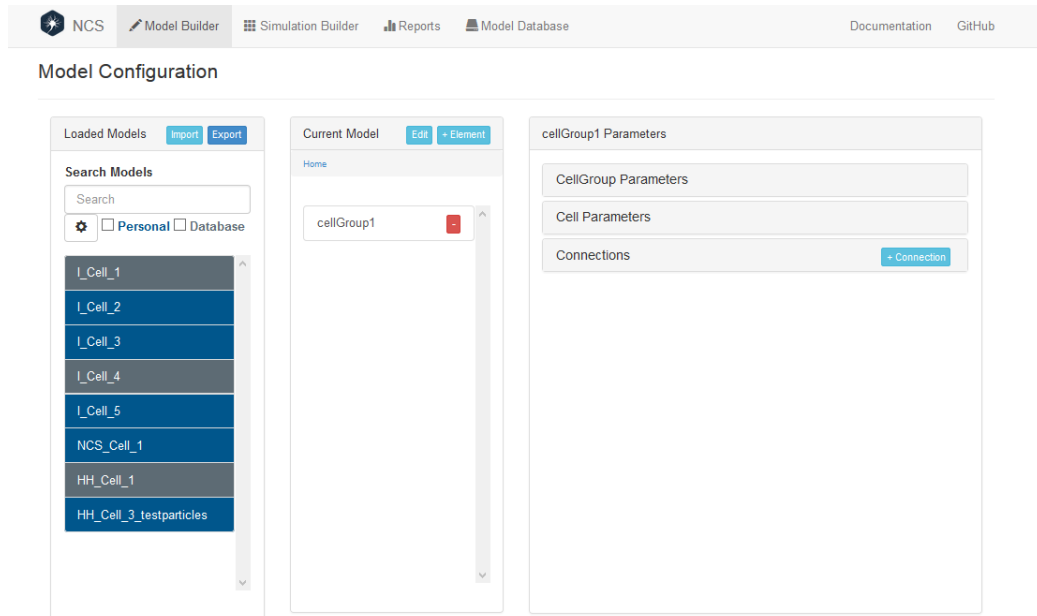 NCS Model Builder Simulation Builder Reports Model Database Documentation GitHub
Model Configuration
Loaded Models Import Export
Search Models
Search
Personal Database
I_Cell_1
I_Cell_2
I_Cell_3
I_Cell_4
I_Cell_5
NCS_Cell_1
HH_Cell_1
HH_Cell_3_testparticles
Current Model Edit + Element
Home
cellGroup1 -
cellGroup1 Parameters
CellGroup Parameters
Cell Parameters
Connections + Connection